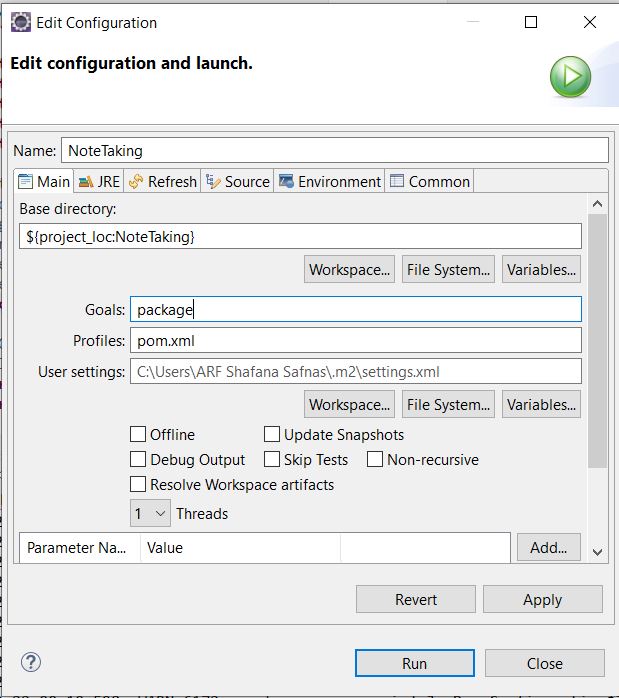 Edit Configuration
Edit configuration and launch.
Name: NoteTaking
Main JRE Refresh Source Environment Common
Base directory:
${project_loc:NoteTaking}
Workspace... File System... Variables...
Goals: package
Profiles: pom.xml
User settings: C:\Users\ARF Shafana Safnas\.m2\settings.xml
Workspace... File System... Variables...
Offline Update Snapshots
Debug Output Skip Tests Non-recursive
Resolve Workspace artifacts
1 Threads
Parameter Na... Value Add...
Revert Apply
? Run Close